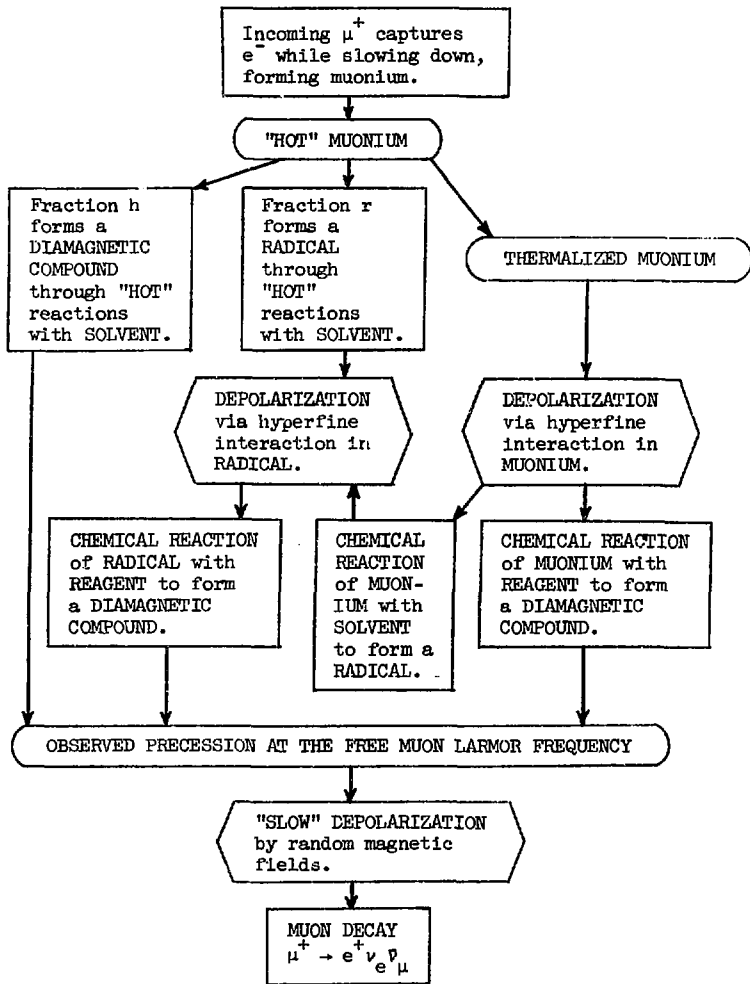 Incoming μ⁺ captures
e⁻ while slowing down,
forming muonium.
"HOT" MUONIUM
Fraction h
forms a
DIAMAGNETIC
COMPOUND
through "HOT"
reactions
with SOLVENT.
Fraction r
forms a
RADICAL
through
"HOT"
reactions
with SOLVENT.
THERMALIZED MUONIUM
DEPOLARIZATION
via hyperfine
interaction in
RADICAL.
DEPOLARIZATION
via hyperfine
interaction in
MUONIUM.
CHEMICAL REACTION
of RADICAL with
REAGENT to form
a DIAMAGNETIC
COMPOUND.
CHEMICAL
REACTION
of MUON-
IUM with
SOLVENT
to form a
RADICAL.
CHEMICAL REACTION
of MUONIUM with
REAGENT to form
a DIAMAGNETIC
COMPOUND.
OBSERVED PRECESSION AT THE FREE MUON LARMOR FREQUENCY
"SLOW" DEPOLARIZATION
by random magnetic
fields.
MUON DECAY
μ⁺ → e⁺ νₑ ν̄_μ